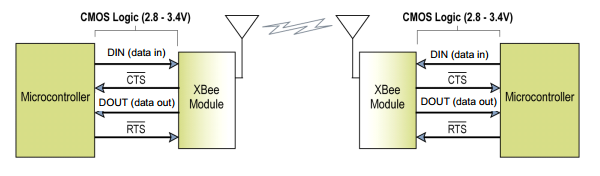 CMOS Logic (2.8 - 3.4V)
CMOS Logic (2.8 - 3.4V)
DIN (data in)
CTS
DOUT (data out)
RTS
Microcontroller
XBee
Module
DIN (data in)
CTS
DOUT (data out)
RTS
XBee
Module
Microcontroller